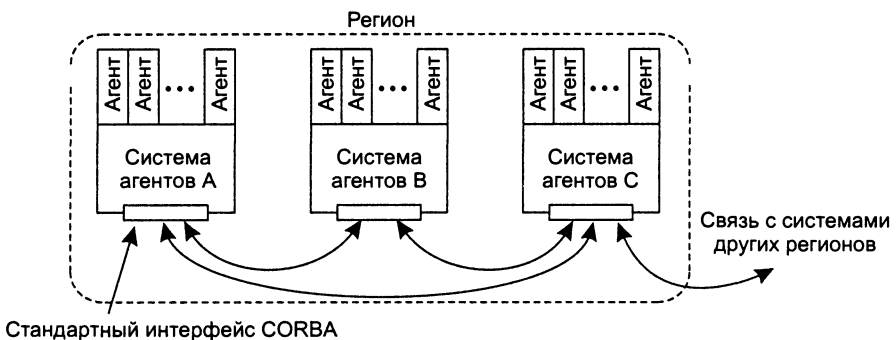 Регион
Агент Агент ••• Агент Агент Агент ••• Агент Агент Агент ••• Агент
Система
агентов A
Система
агентов B
Система
агентов C
Связь с системами
других регионов
Стандартный интерфейс CORBA